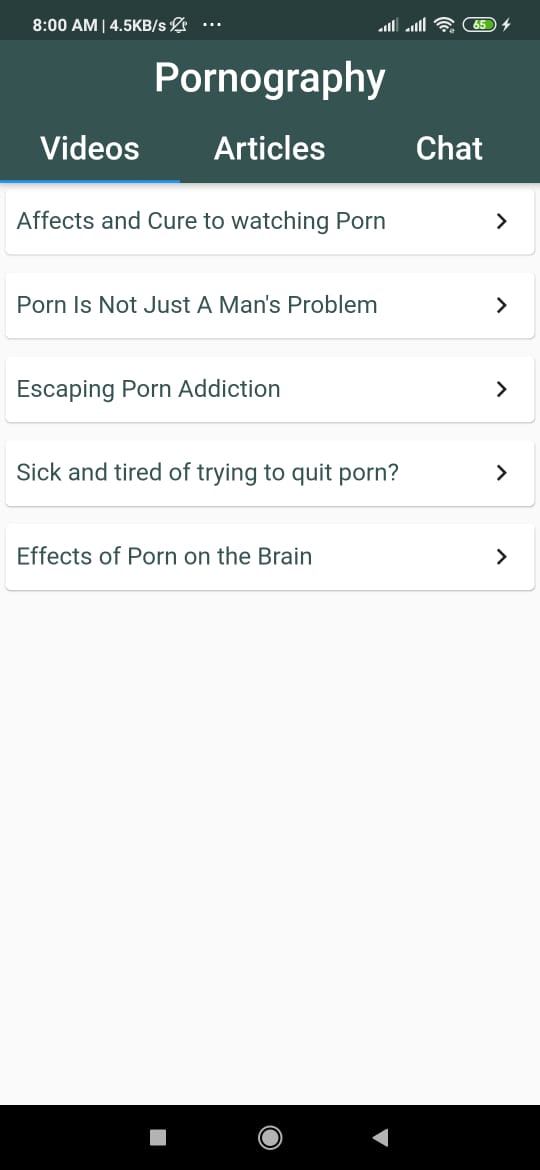 8:00 AM | 4.5KB/s ...
65
Pornography
Videos Articles Chat
Affects and Cure to watching Porn
Porn Is Not Just A Man's Problem
Escaping Porn Addiction
Sick and tired of trying to quit porn?
Effects of Porn on the Brain